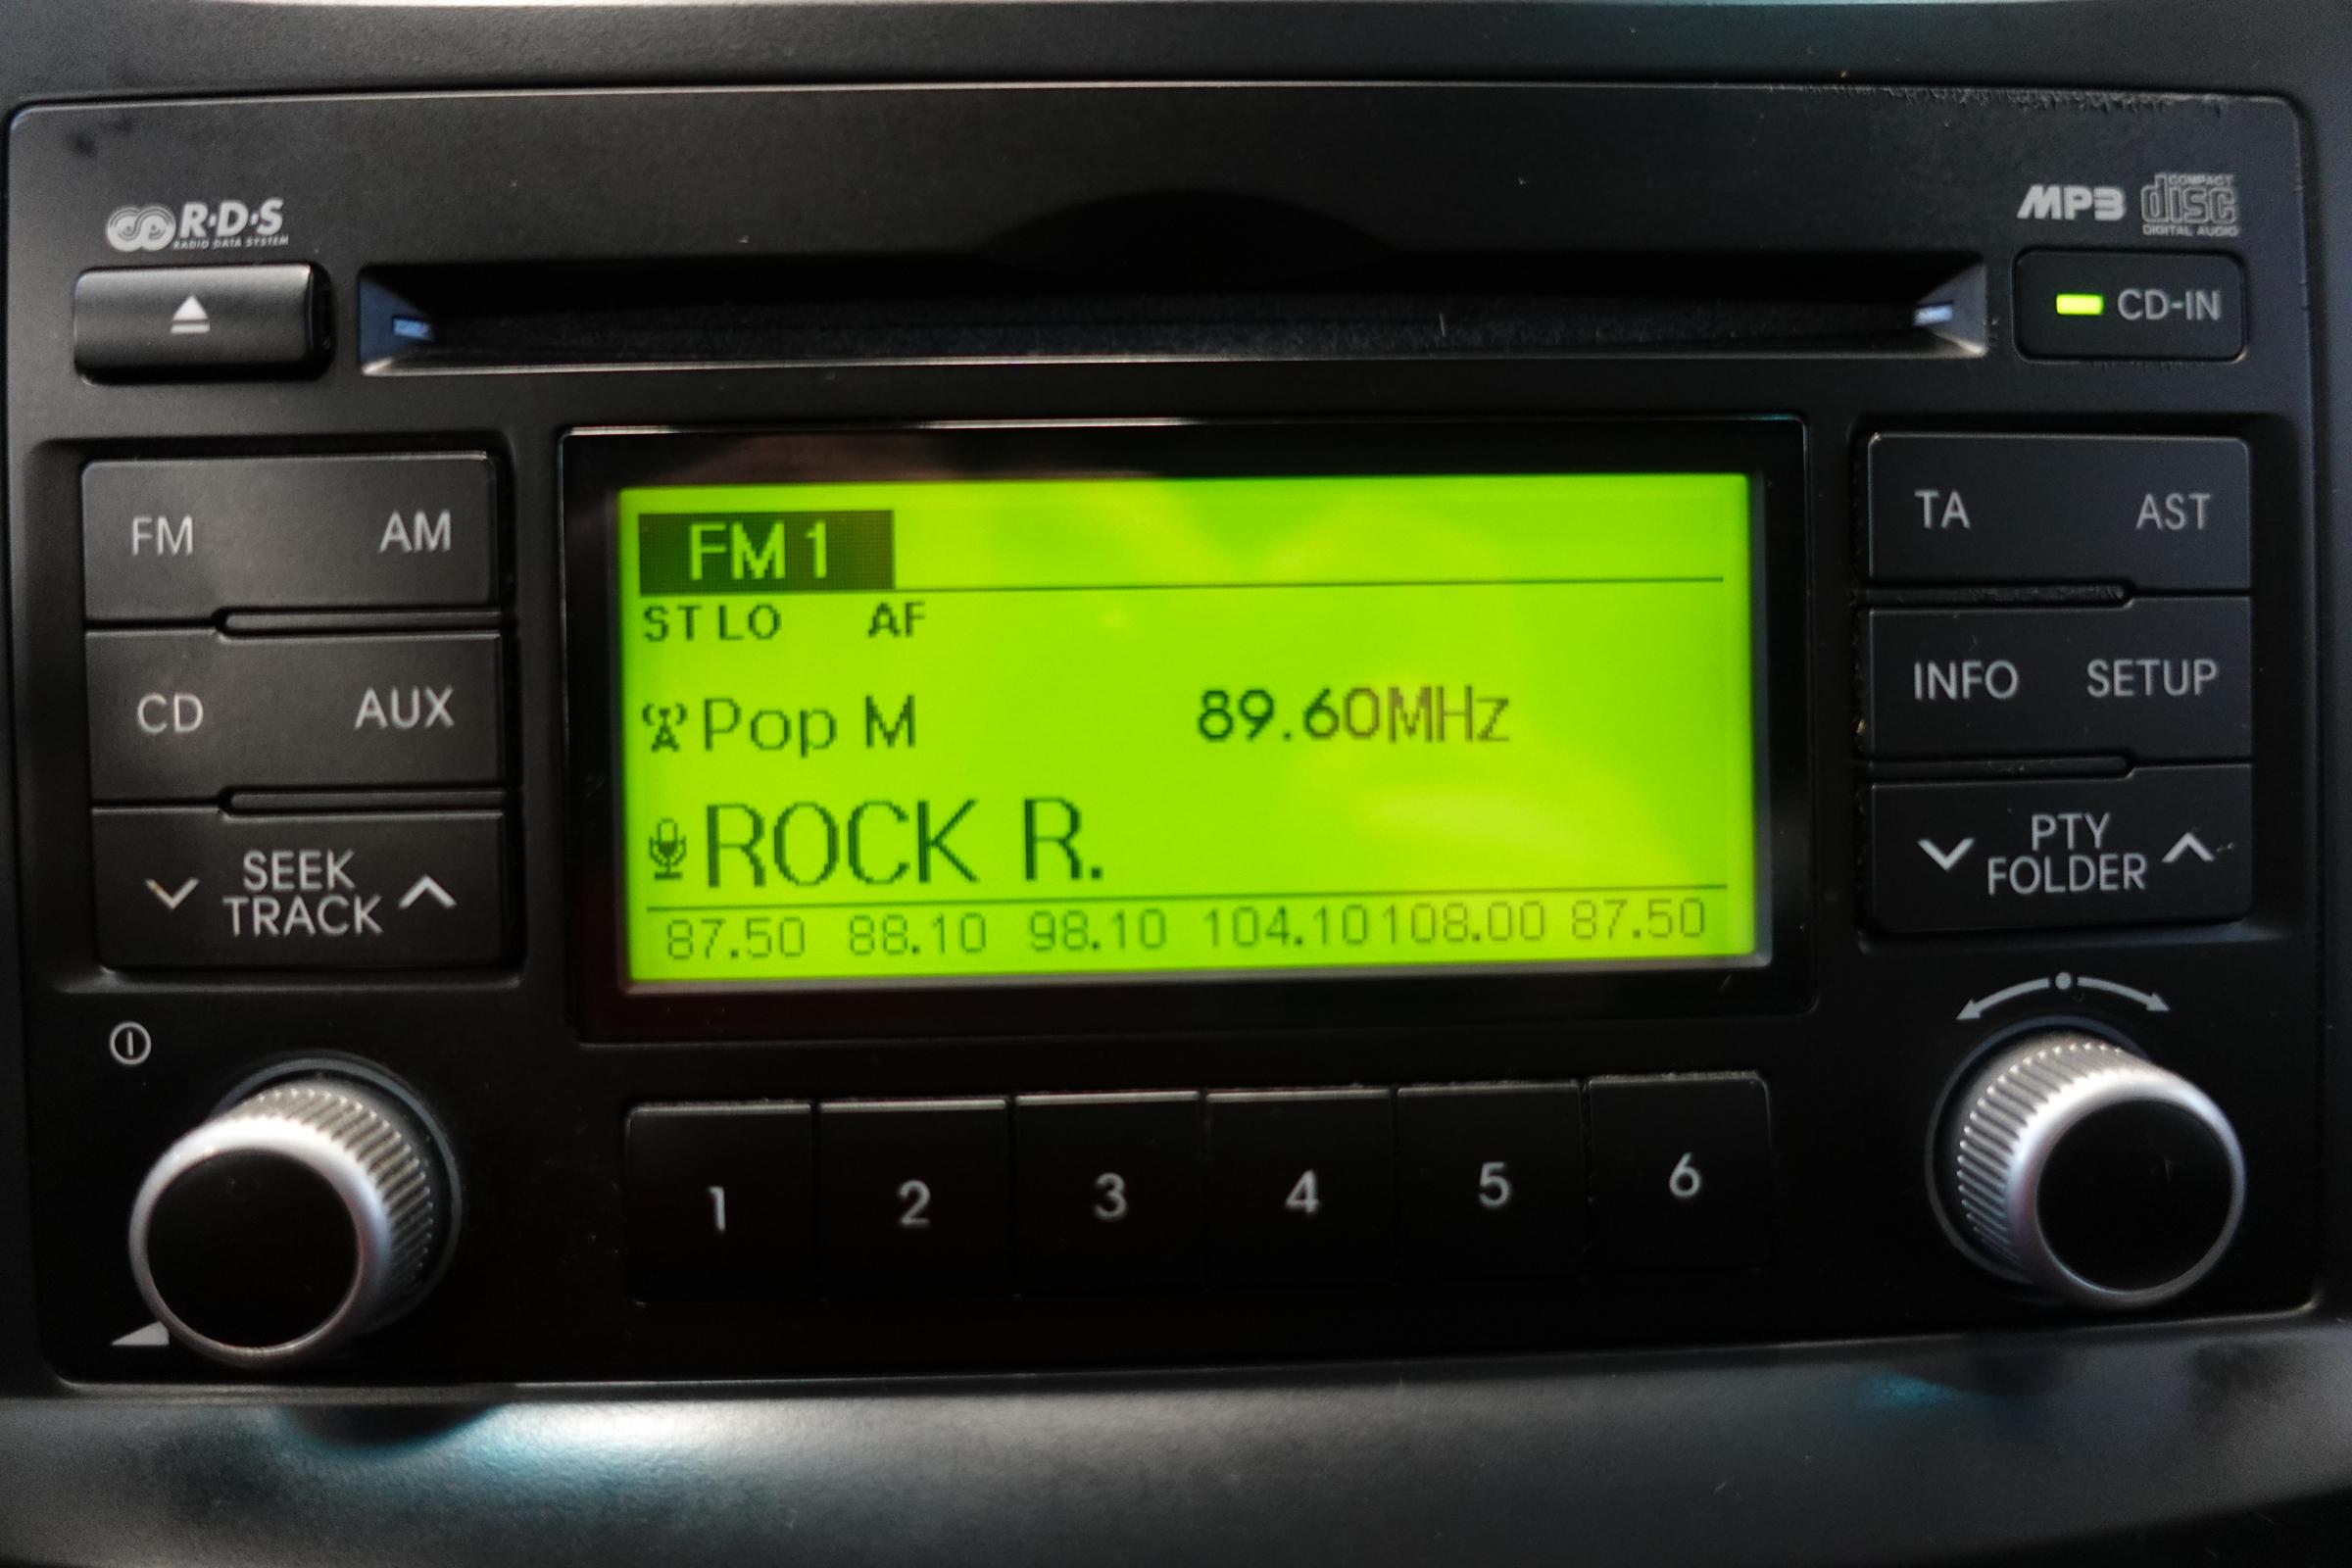 R·D·S
RADIO DATA SYSTEM
MP3
COMPACT
disc
DIGITAL AUDIO
CD-IN
FM AM
CD AUX
SEEK
TRACK
FM1
ST LO AF
Pop M 89.60MHz
ROCK R.
87.50 88.10 98.10 104.10 108.00 87.50
TA AST
INFO SETUP
PTY
FOLDER
1 2 3 4 5 6